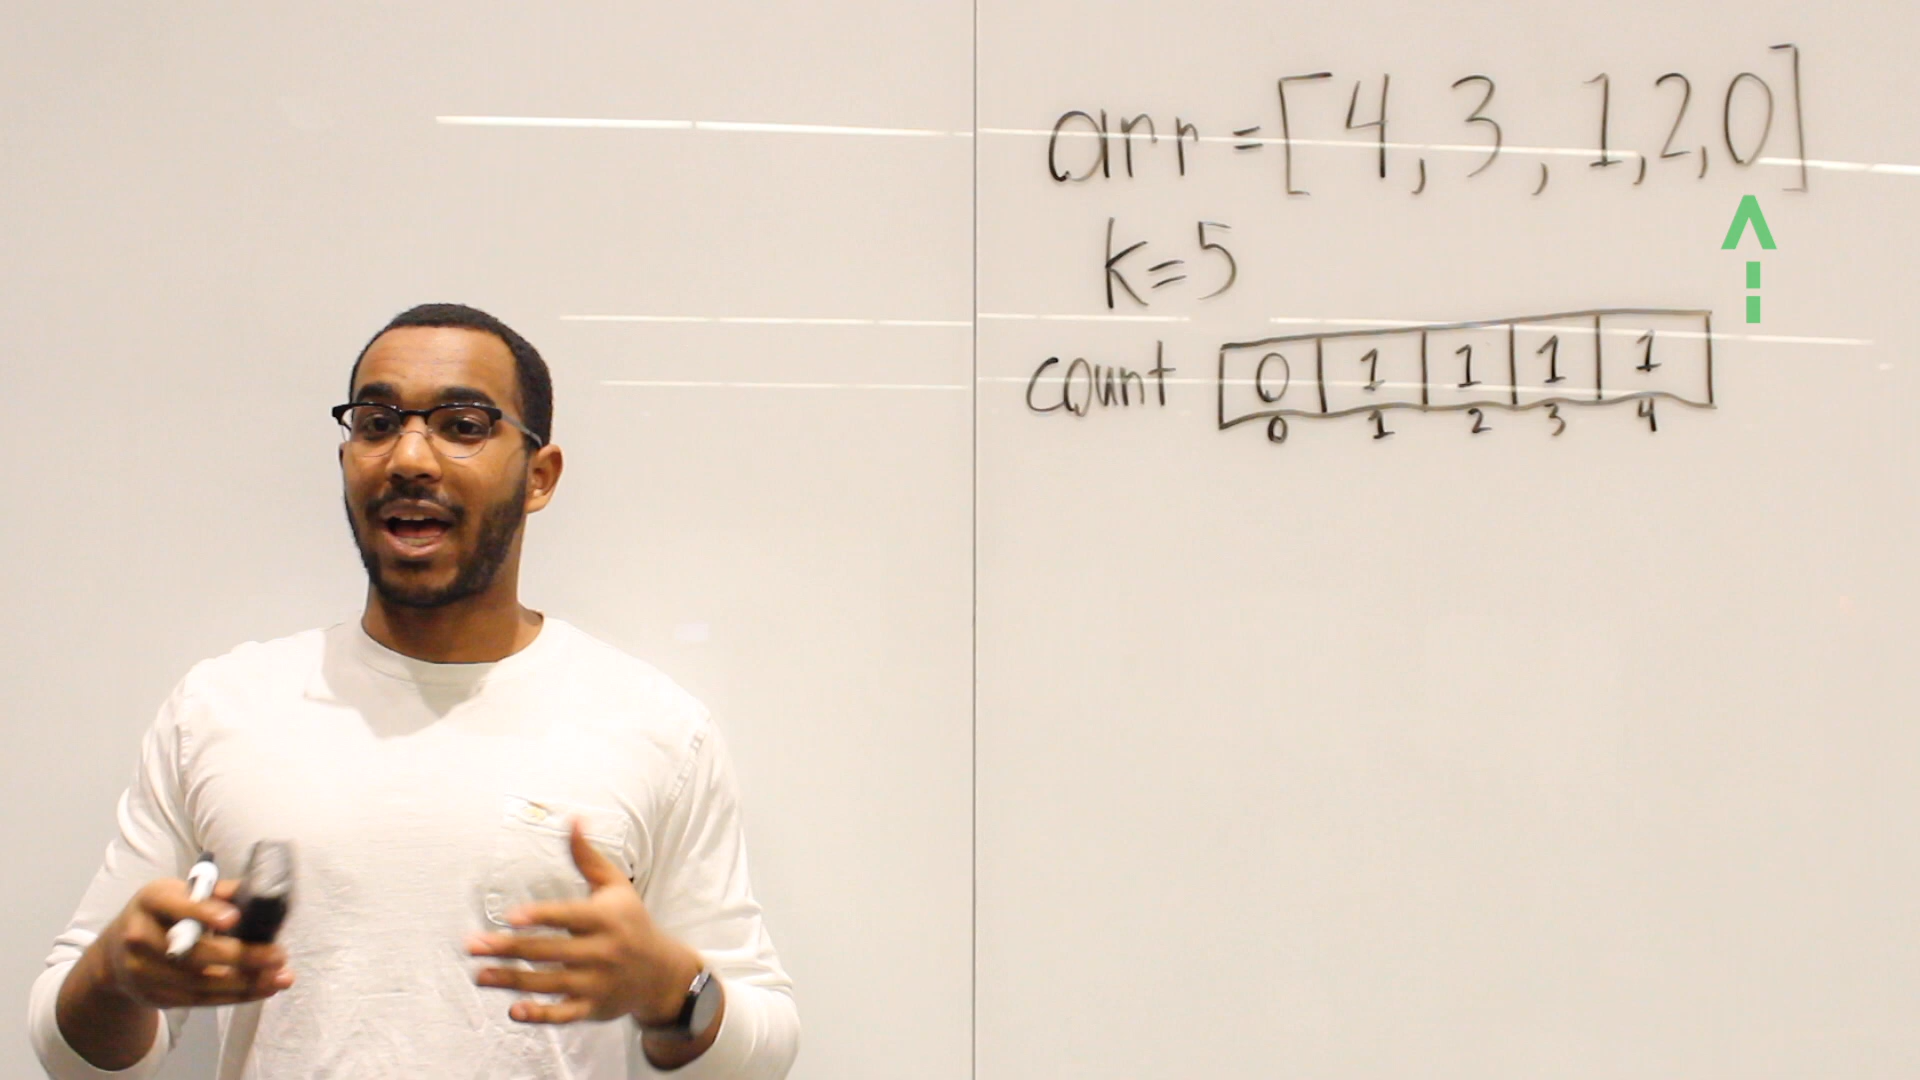 arr = [4, 3, 1, 2, 0]
k=5
count 0 1 1 1 1
0 1 2 3 4